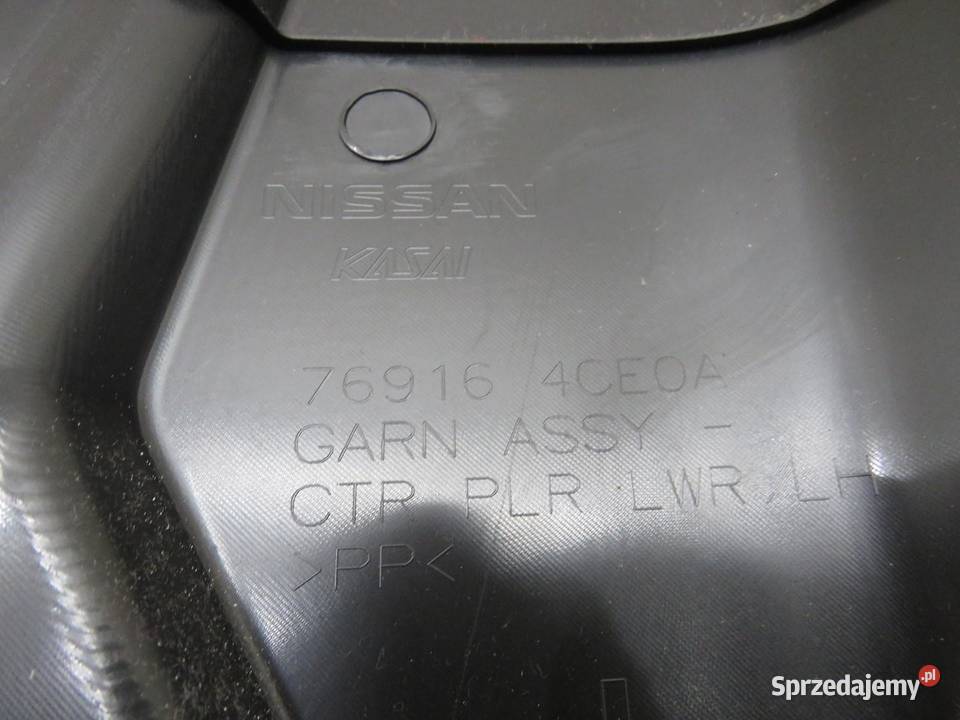 NISSAN
KASAI
76916 4CE0A
GARN ASSY -
CTR PLR LWR, LH
>PP<
Sprzedajemy.pl